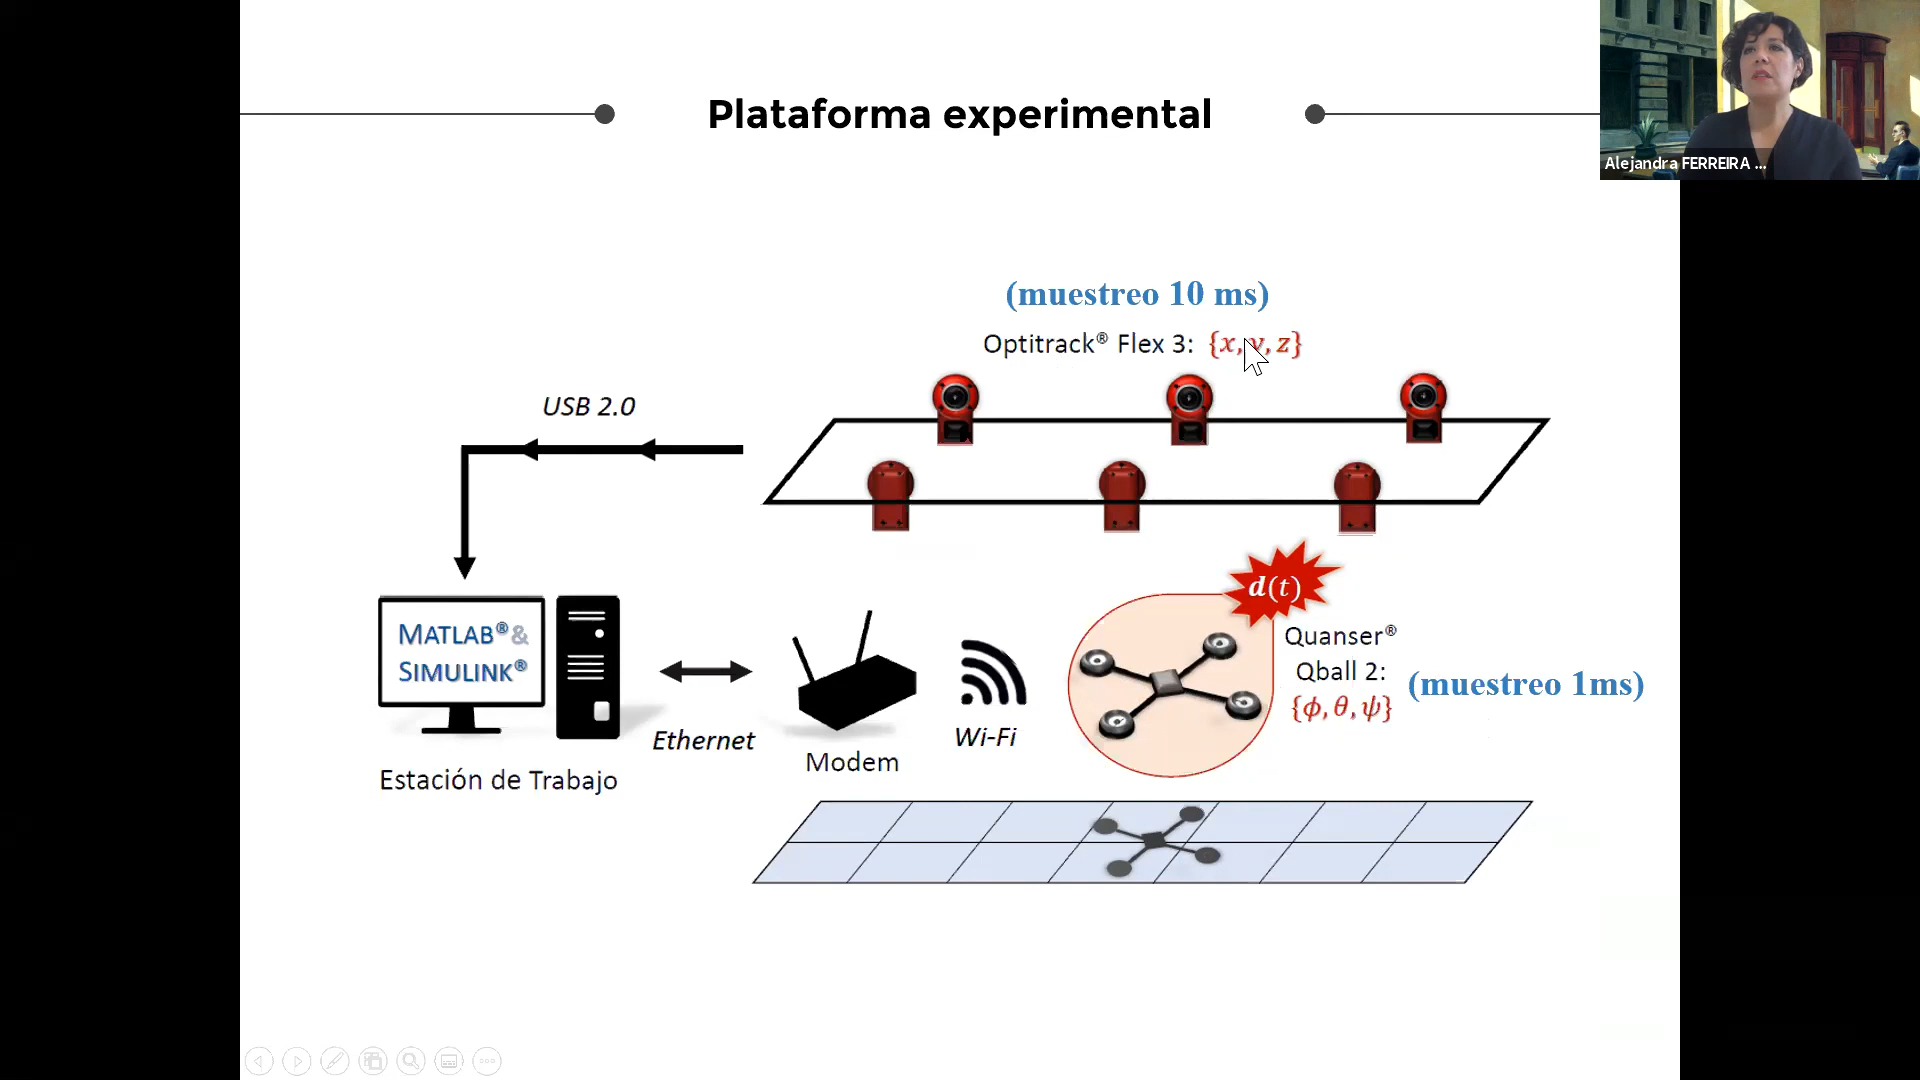 Plataforma experimental
Alejandra FERREIRA ...
(muestreo 10 ms)
Optitrack® Flex 3: {x, y, z}
USB 2.0
d(t)
MATLAB®&
SIMULINK®
Quanser®
Qball 2:
{ϕ, θ, ψ}
(muestreo 1ms)
Ethernet
Wi-Fi
Modem
Estación de Trabajo